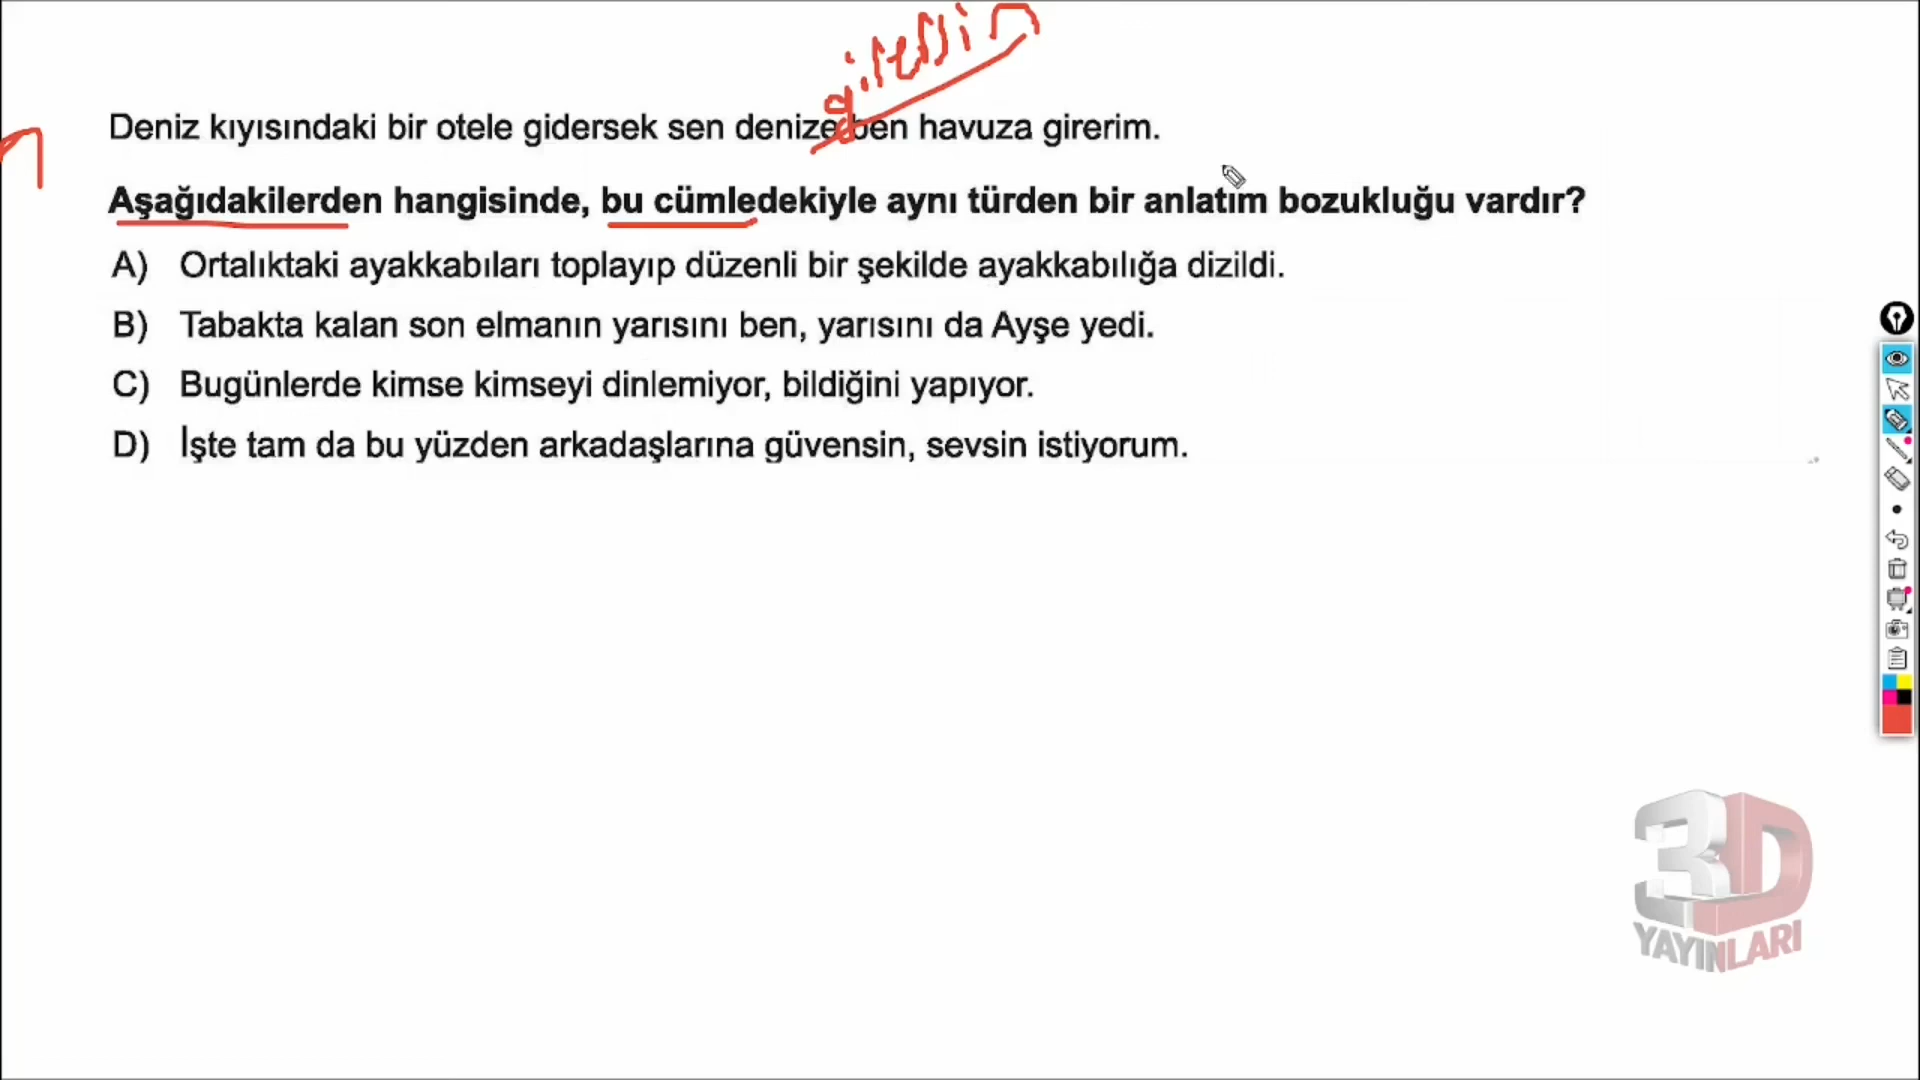 girersin
Deniz kıyısındaki bir otele gidersek sen denize ben havuza girerim.
Aşağıdakilerden hangisinde, bu cümledekiyle aynı türden bir anlatım bozukluğu vardır?
A) Ortalıktaki ayakkabıları toplayıp düzenli bir şekilde ayakkabılığa dizildi.
B) Tabakta kalan son elmanın yarısını ben, yarısını da Ayşe yedi.
C) Bugünlerde kimse kimseyi dinlemiyor, bildiğini yapıyor.
D) İşte tam da bu yüzden arkadaşlarına güvensin, sevsin istiyorum.
3D
YAYINLARI